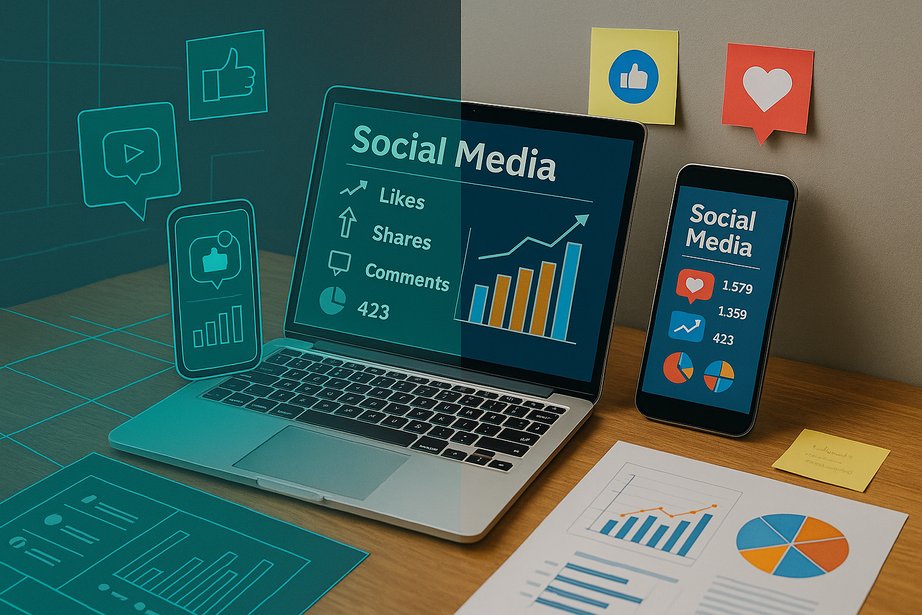 Social Media
Likes
Shares
Comments
423
Social
Media
1.579
1.359
423